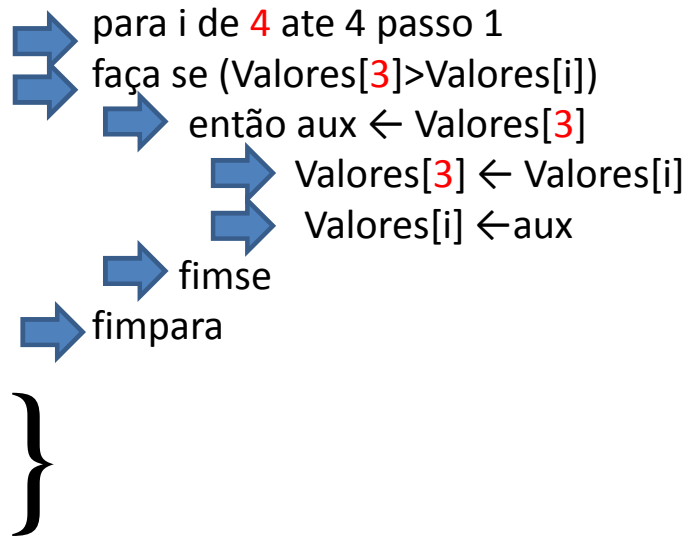 para i de 4 ate 4 passo 1
faça se (Valores[3]>Valores[i])
então aux ← Valores[3]
Valores[3] ← Valores[i]
Valores[i] ←aux
fimse
fimpara
}